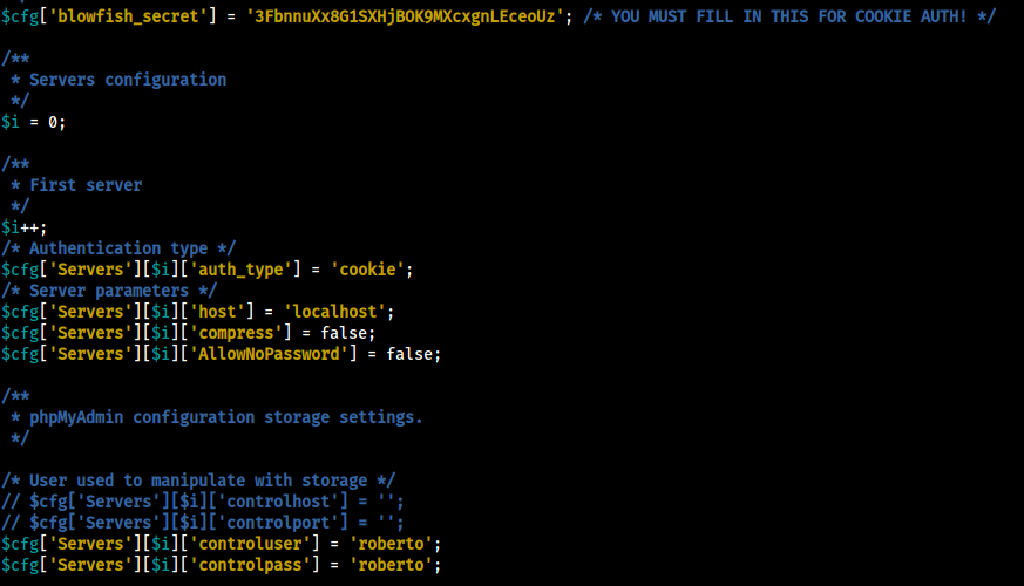 $cfg['blowfish_secret'] = '3FbnnuXx8G1SXHjBOK9MXcxgnLEceoUz'; /* YOU MUST FILL IN THIS FOR COOKIE AUTH! */

/**
 * Servers configuration
 */
$i = 0;

/**
 * First server
 */
$i++;
/* Authentication type */
$cfg['Servers'][$i]['auth_type'] = 'cookie';
/* Server parameters */
$cfg['Servers'][$i]['host'] = 'localhost';
$cfg['Servers'][$i]['compress'] = false;
$cfg['Servers'][$i]['AllowNoPassword'] = false;

/**
 * phpMyAdmin configuration storage settings.
 */

/* User used to manipulate with storage */
// $cfg['Servers'][$i]['controlhost'] = '';
// $cfg['Servers'][$i]['controlport'] = '';
$cfg['Servers'][$i]['controluser'] = 'roberto';
$cfg['Servers'][$i]['controlpass'] = 'roberto';